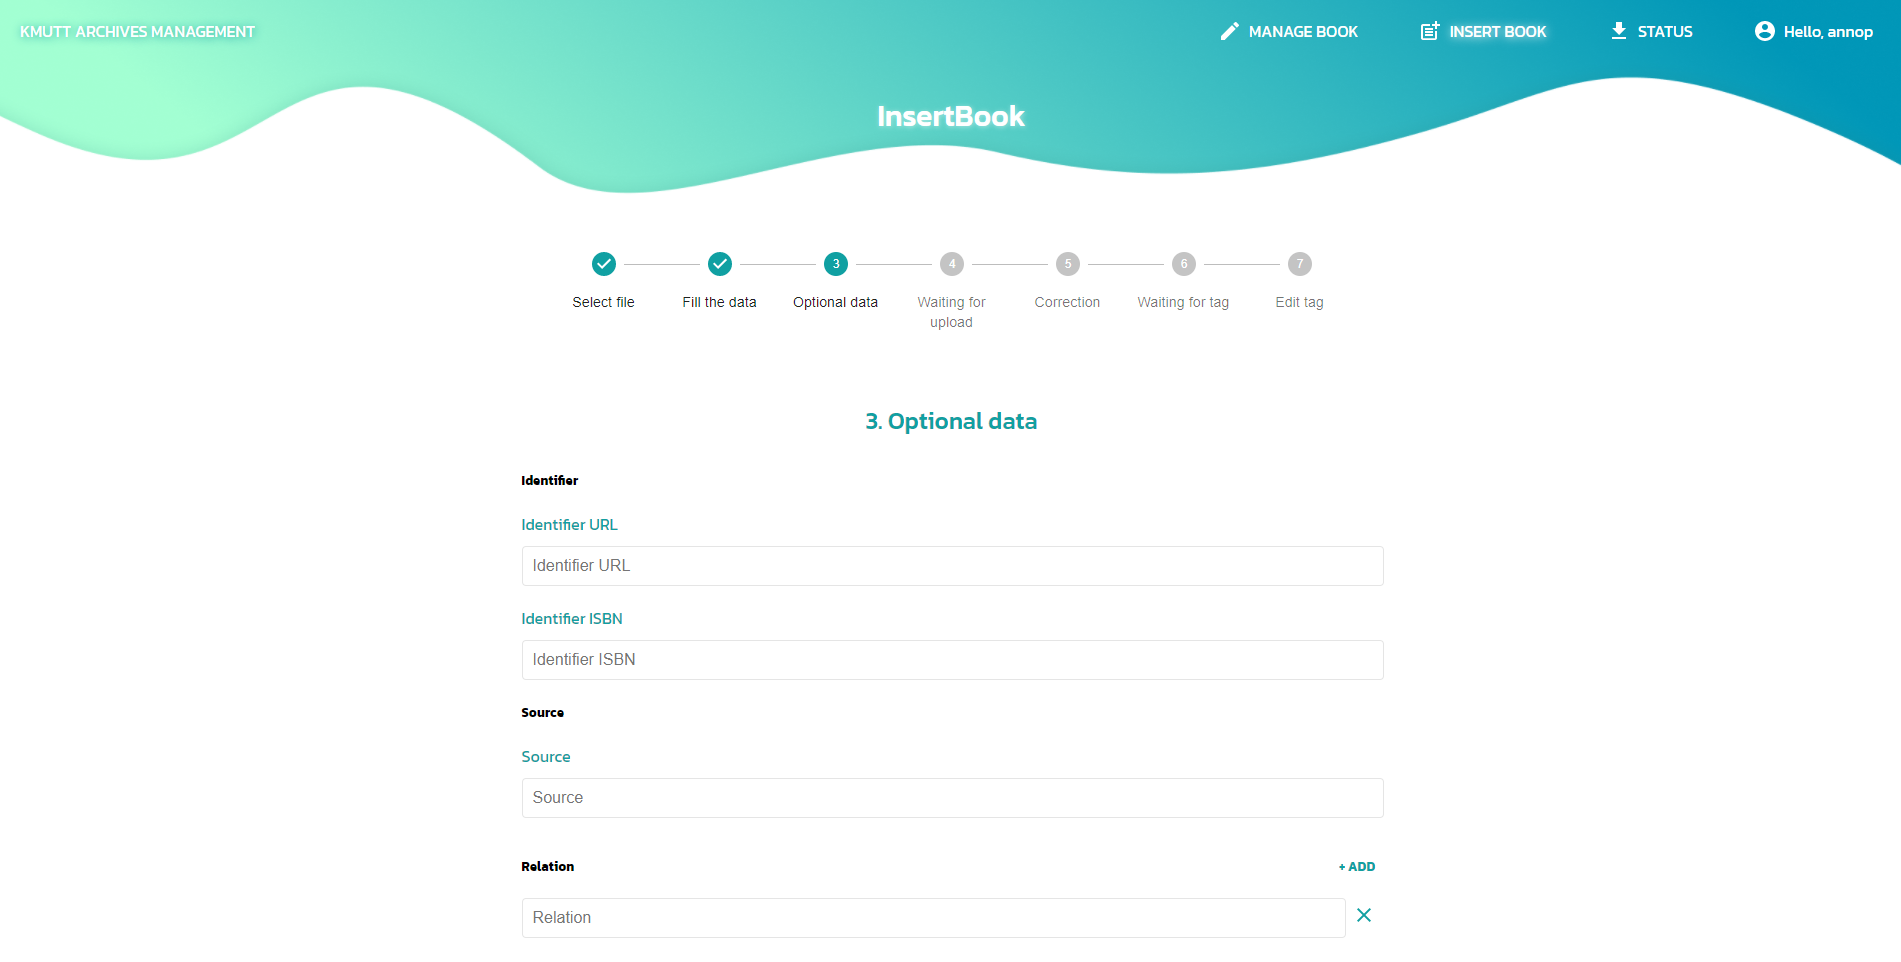 KMUTT ARCHIVES MANAGEMENT
MANAGE BOOK
INSERT BOOK
STATUS
Hello, annop
InsertBook
3
4
5
6
7
Select file
Fill the data
Optional data
Waiting for
upload
Correction
Waiting for tag
Edit tag
3. Optional data
Identifier
Identifier URL
Identifier URL
Identifier ISBN
Identifier ISBN
Source
Source
Source
Relation
+ ADD
Relation